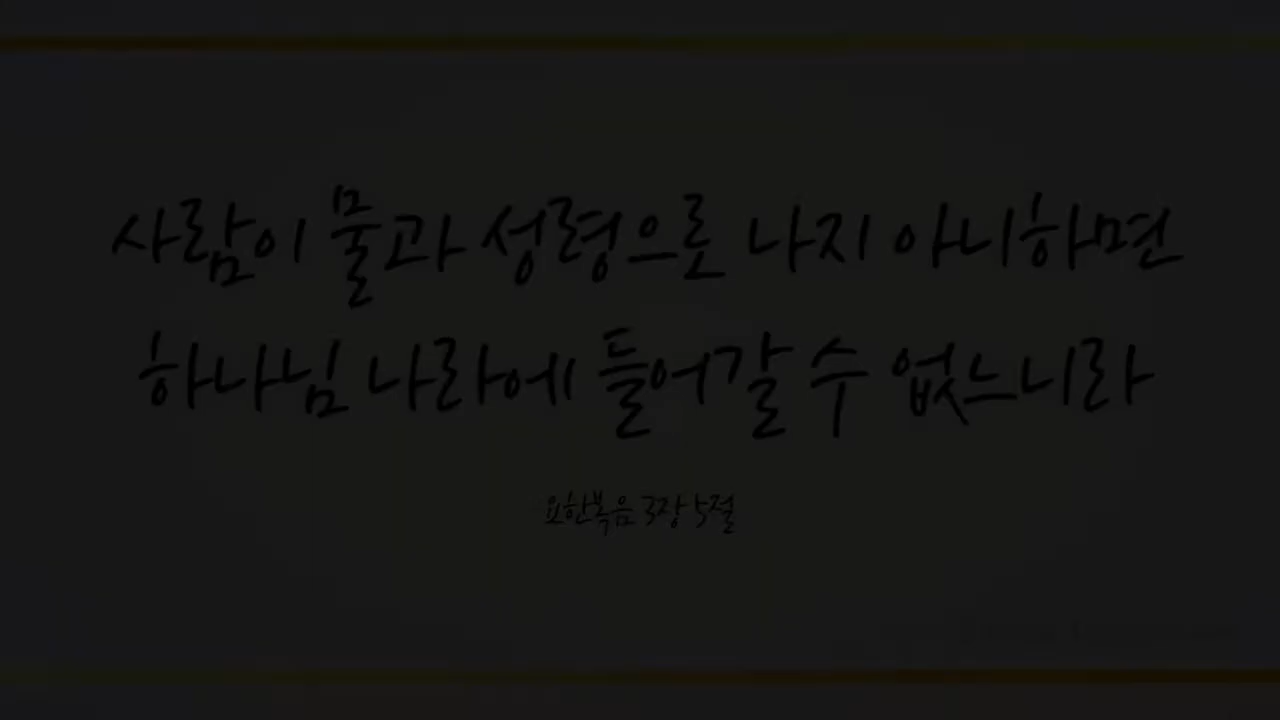 사람이 물과 성령으로 나지 아니하면
하나님 나라에 들어갈 수 없느니라
요한복음 3장 5절